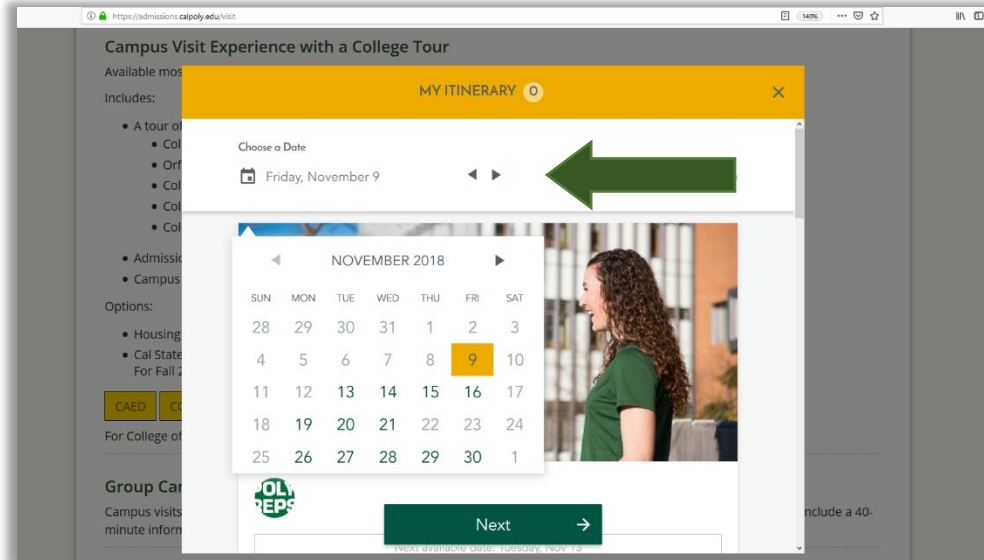 https://admissions.calpoly.edu/visit
140%
Campus Visit Experience with a College Tour
Available mos
Includes:
• A tour of
• Col
• Orf
• Col
• Col
• Col
• Admissio
• Campus
Options:
• Housing
• Cal State
For Fall 2
CAED
CO
For College of
Group Car
Campus visits
nclude a 40-
minute inform
MY ITINERARY 0
Choose a Date
Friday, November 9
NOVEMBER 2018
SUN MON TUE WED THU FRI SAT
28 29 30 31 1 2 3
4 5 6 7 8 9 10
11 12 13 14 15 16 17
18 19 20 21 22 23 24
25 26 27 28 29 30 1
POLY REPS
Next
Next available date: Tuesday, Nov 13